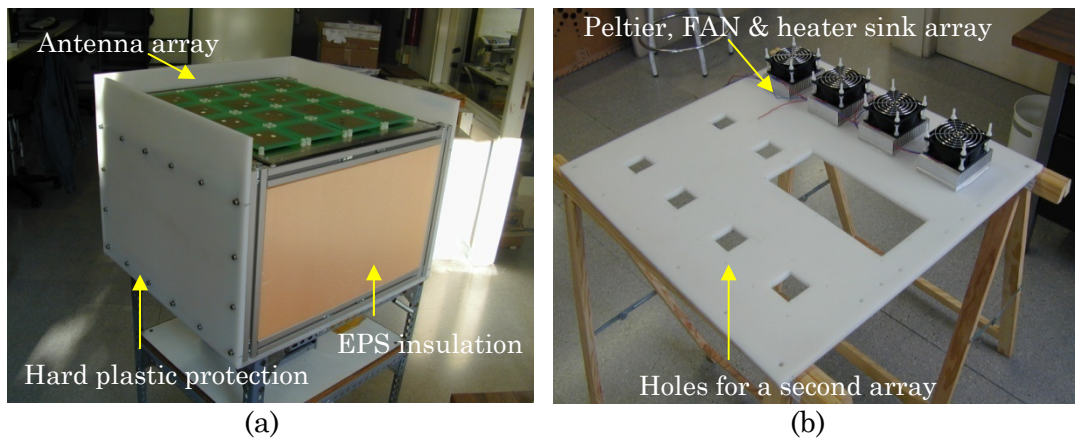 Antenna array
EPS insulation
Hard plastic protection
(a)
Peltier, FAN & heater sink array
Holes for a second array
(b)